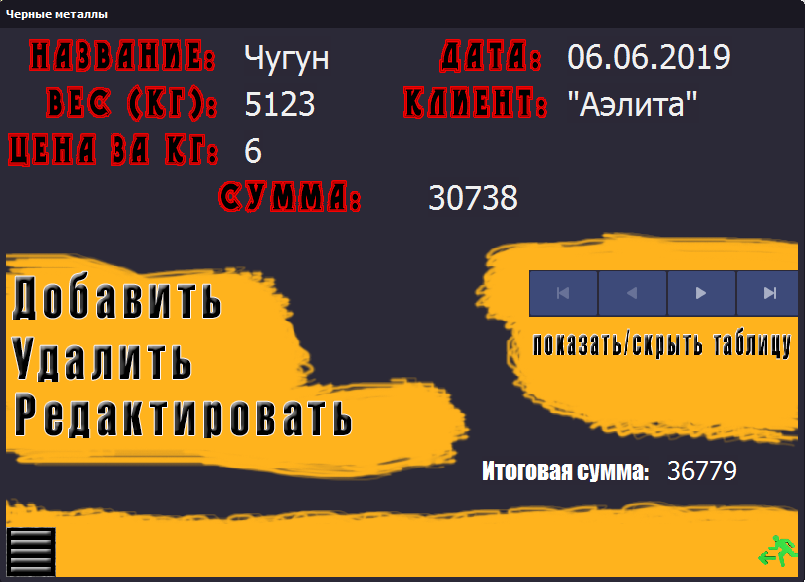 Черные металлы
НАЗВАНИЕ: Чугун ДАТА: 06.06.2019
ВЕС (КГ): 5123 КЛИЕНТ: "Аэлита"
ЦЕНА ЗА КГ: 6
СУММА: 30738
Добавить
Удалить
показать/скрыть таблицу
Редактировать
Итоговая сумма: 36779